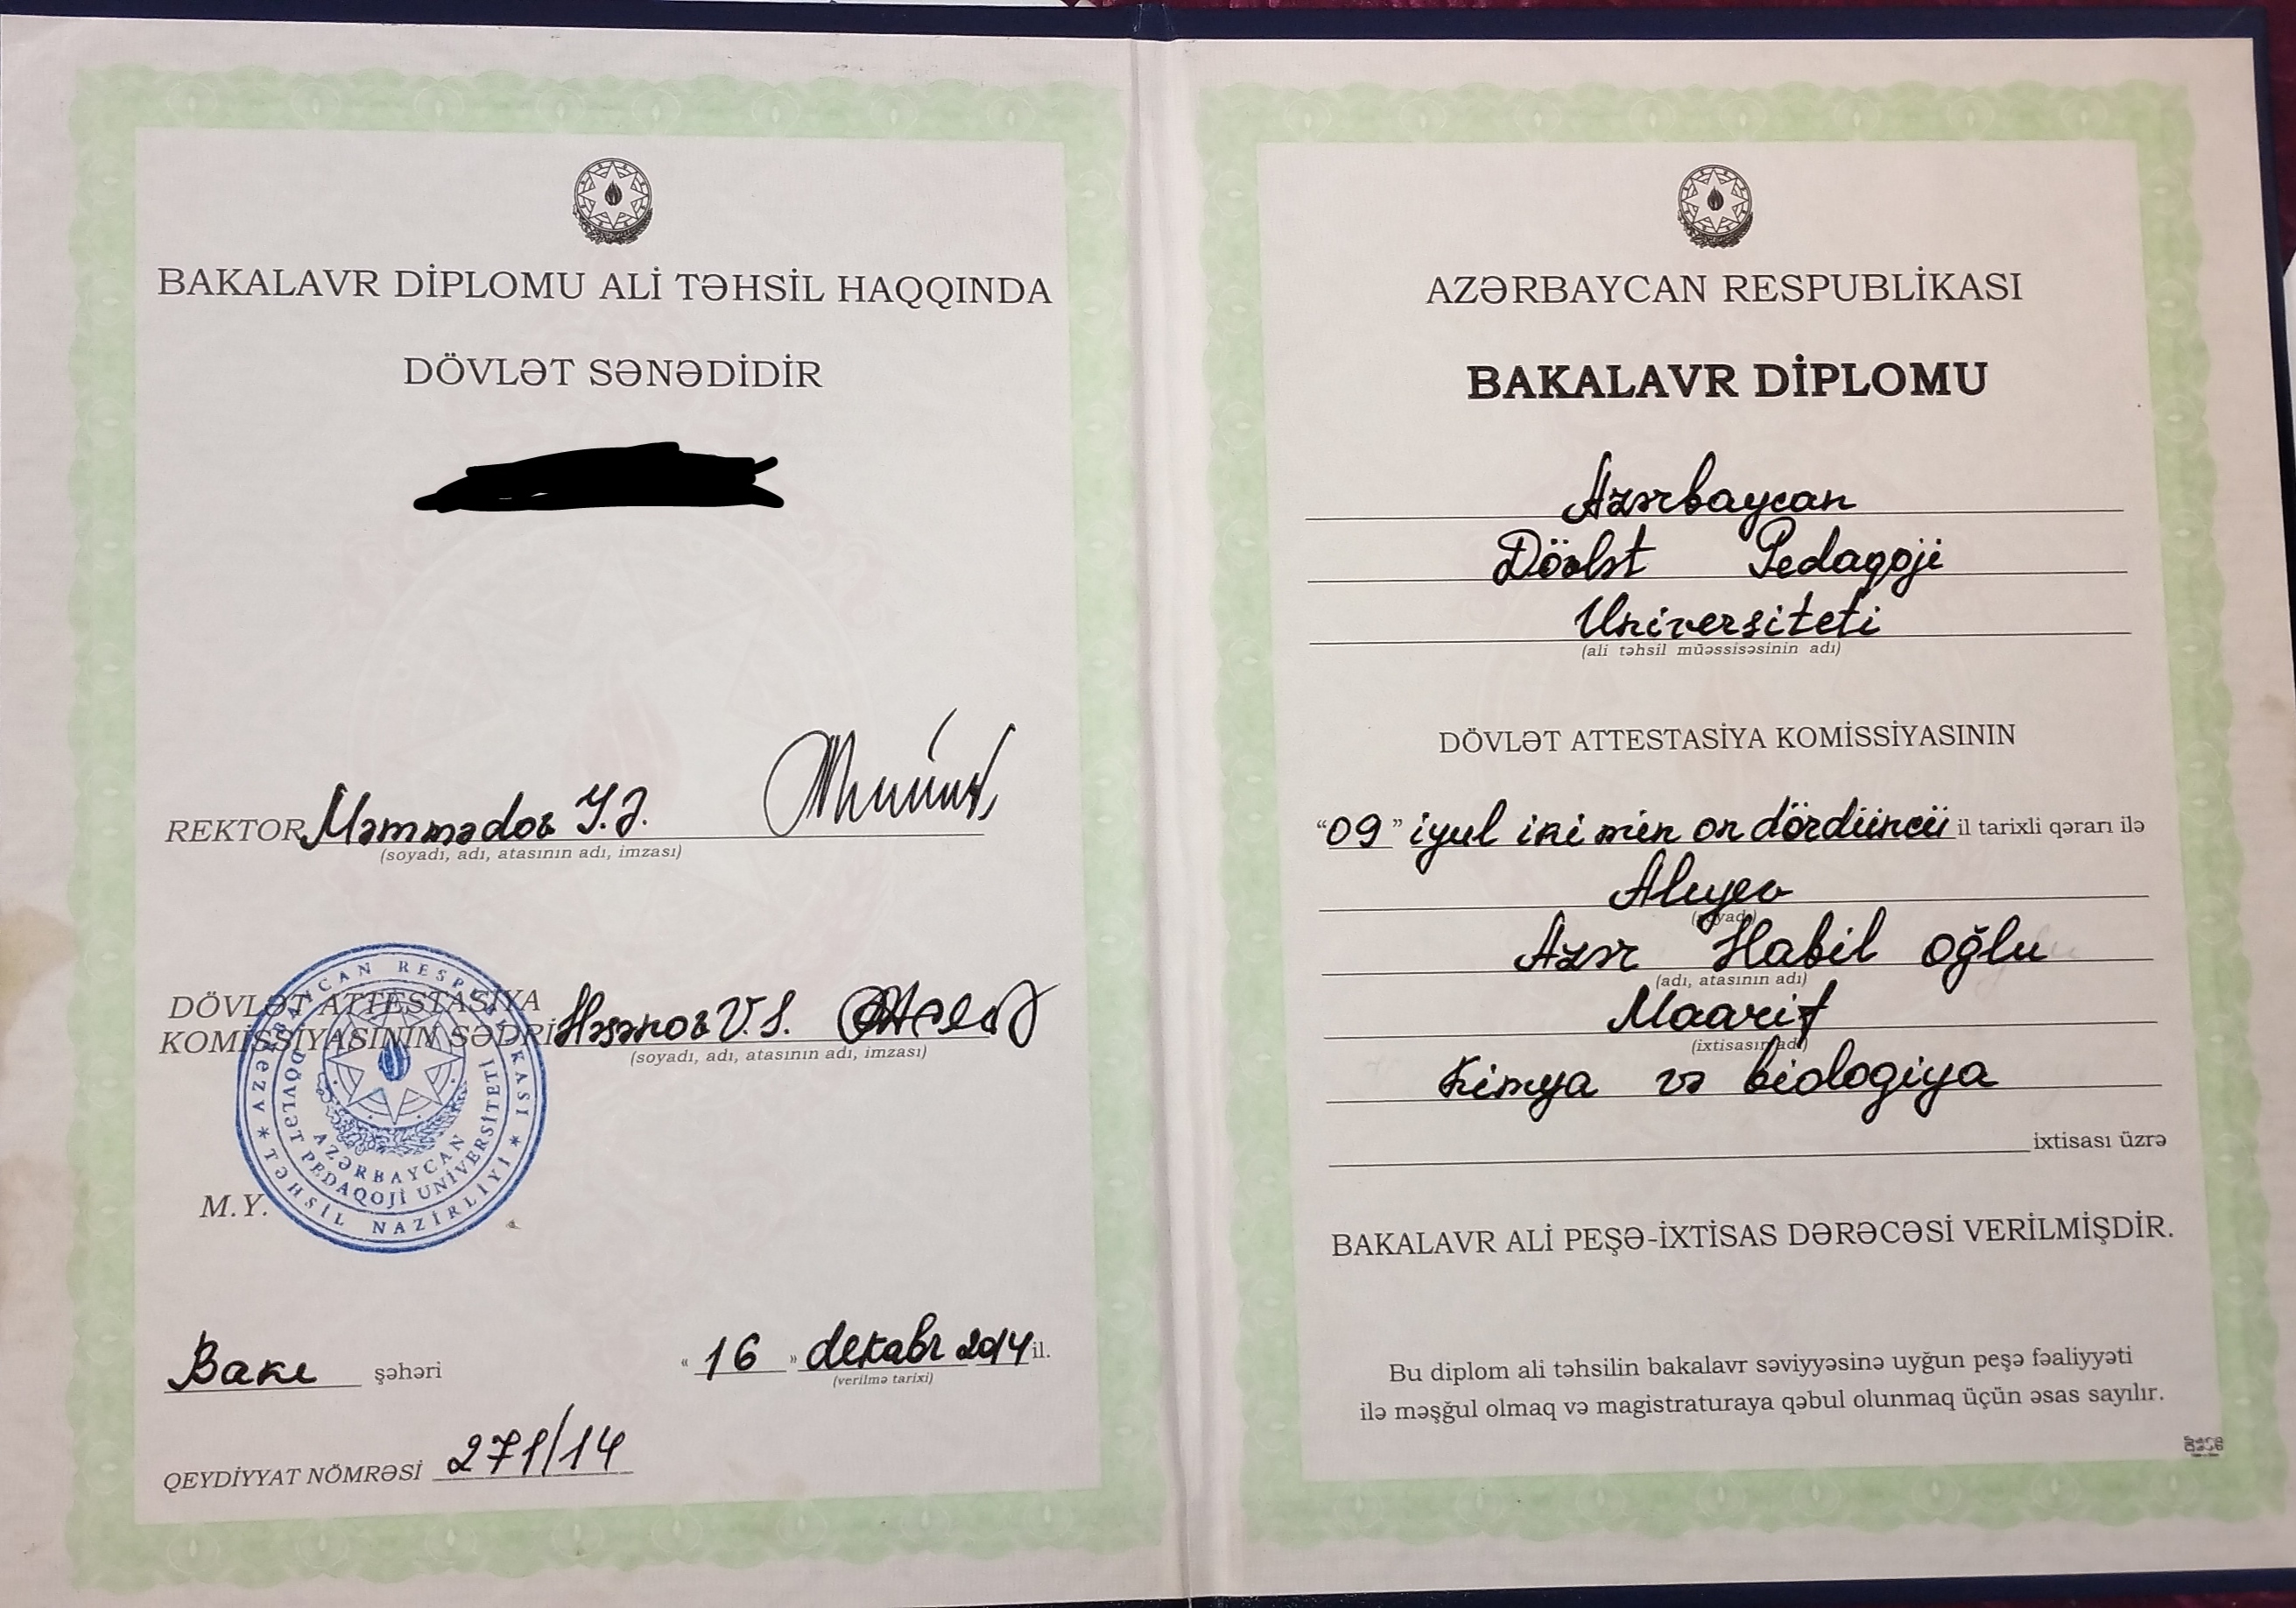 BAKALAVR DİPLOMU ALİ TƏHSİL HAQQINDA
DÖVLƏT SƏNƏDİDİR
REKTOR Məmmədov Y.J.
(soyadı, adı, atasının adı, imzası)
DÖVLƏT ATTESTASİYA
KOMİSSİYASININ SƏDRİ Həsənov V.S.
(soyadı, adı, atasının adı, imzası)
AZƏRBAYCAN RESPUBLİKASI * TƏHSİL NAZİRLİYİ *
AZƏRBAYCAN DÖVLƏT PEDAQOJİ UNİVERSİTETİ
M.Y.
Bakı şəhəri
"16" dekabr 2014 il.
(verilmə tarixi)
QEYDİYYAT NÖMRƏSİ 271/14
AZƏRBAYCAN RESPUBLİKASI
BAKALAVR DİPLOMU
Azərbaycan
Dövlət Pedaqoji
Universiteti
(ali təhsil müəssisəsinin adı)
DÖVLƏT ATTESTASİYA KOMİSSİYASININ
"09" iyul iki min on dördüncü il tarixli qərarı ilə
Alıyev
(soyadı)
Azər Habil oğlu
(adı, atasının adı)
Maarif
(ixtisasın adı)
Kimya və biologiya
ixtisası üzrə
BAKALAVR ALİ PEŞƏ-İXTİSAS DƏRƏCƏSİ VERİLMİŞDİR.
Bu diplom ali təhsilin bakalavr səviyyəsinə uyğun peşə fəaliyyəti
ilə məşğul olmaq və magistraturaya qəbul olunmaq üçün əsas sayılır.